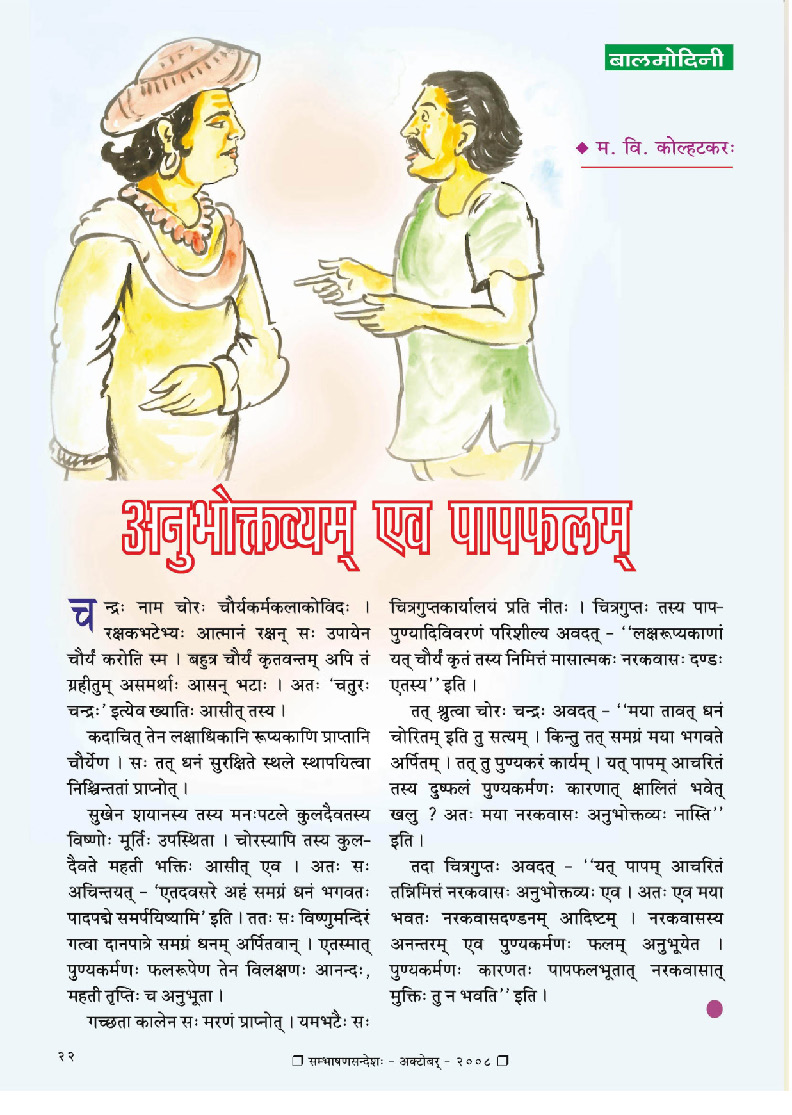 बालमोदिनी
◆ म. वि. कोल्हटकरः
अनुभोक्तव्यम् एव पापफलम्
चन्द्रः नाम चोरः चौर्यकर्मकलाकोविदः ।
रक्षकभटेभ्यः आत्मानं रक्षन् सः उपायेन
चौर्यं करोति स्म । बहुत्र चौर्यं कृतवन्तम् अपि तं
ग्रहीतुम् असमर्थाः आसन् भटाः । अतः ‘चतुरः
चन्द्रः’ इत्येव ख्यातिः आसीत् तस्य ।
कदाचित् तेन लक्षाधिकानि रूप्यकाणि प्राप्तानि
चौर्येण । सः तत् धनं सुरक्षिते स्थले स्थापयित्वा
निश्चिन्ततां प्राप्नोत् ।
सुखेन शयानस्य तस्य मनःपटले कुलदैवतस्य
विष्णोः मूर्तिः उपस्थिता । चोरस्यापि तस्य कुल-
दैवते महती भक्तिः आसीत् एव । अतः सः
अचिन्तयत् - ‘एतदवसरे अहं समग्रं धनं भगवतः
पादपद्मे समर्पयिष्यामि’ इति । ततः सः विष्णुमन्दिरं
गत्वा दानपात्रे समग्रं धनम् अर्पितवान् । एतस्मात्
पुण्यकर्मणः फलरूपेण तेन विलक्षणः आनन्दः,
महती तृप्तिः च अनुभूता ।
गच्छता कालेन सः मरणं प्राप्नोत् । यमभटैः सः
चित्रगुप्तकार्यालयं प्रति नीतः । चित्रगुप्तः तस्य पाप-
पुण्यादिविवरणं परिशील्य अवदत् - “लक्षरूप्यकाणां
यत् चौर्यं कृतं तस्य निमित्तं मासात्मकः नरकवासः दण्डः
एतस्य” इति ।
तत् श्रुत्वा चोरः चन्द्रः अवदत् - “मया तावत् धनं
चोरितम् इति तु सत्यम् । किन्तु तत् समग्रं मया भगवते
अर्पितम् । तत् तु पुण्यकरं कार्यम् । यत् पापम् आचरितं
तस्य दुष्फलं पुण्यकर्मणः कारणात् क्षालितं भवेत्
खलु ? अतः मया नरकवासः अनुभोक्तव्यः नास्ति”
इति ।
तदा चित्रगुप्तः अवदत् - “यत् पापम् आचरितं
तन्निमित्तं नरकवासः अनुभोक्तव्यः एव । अतः एव मया
भवतः नरकवासदण्डनम् आदिष्टम् । नरकवासस्य
अनन्तरम् एव पुण्यकर्मणः फलम् अनुभूयेत ।
पुण्यकर्मणः कारणतः पापफलभूतात् नरकवासात्
मुक्तिः तु न भवति” इति ।
२२
❐ सम्भाषणसन्देशः - अक्टोबर् - २००८ ❐